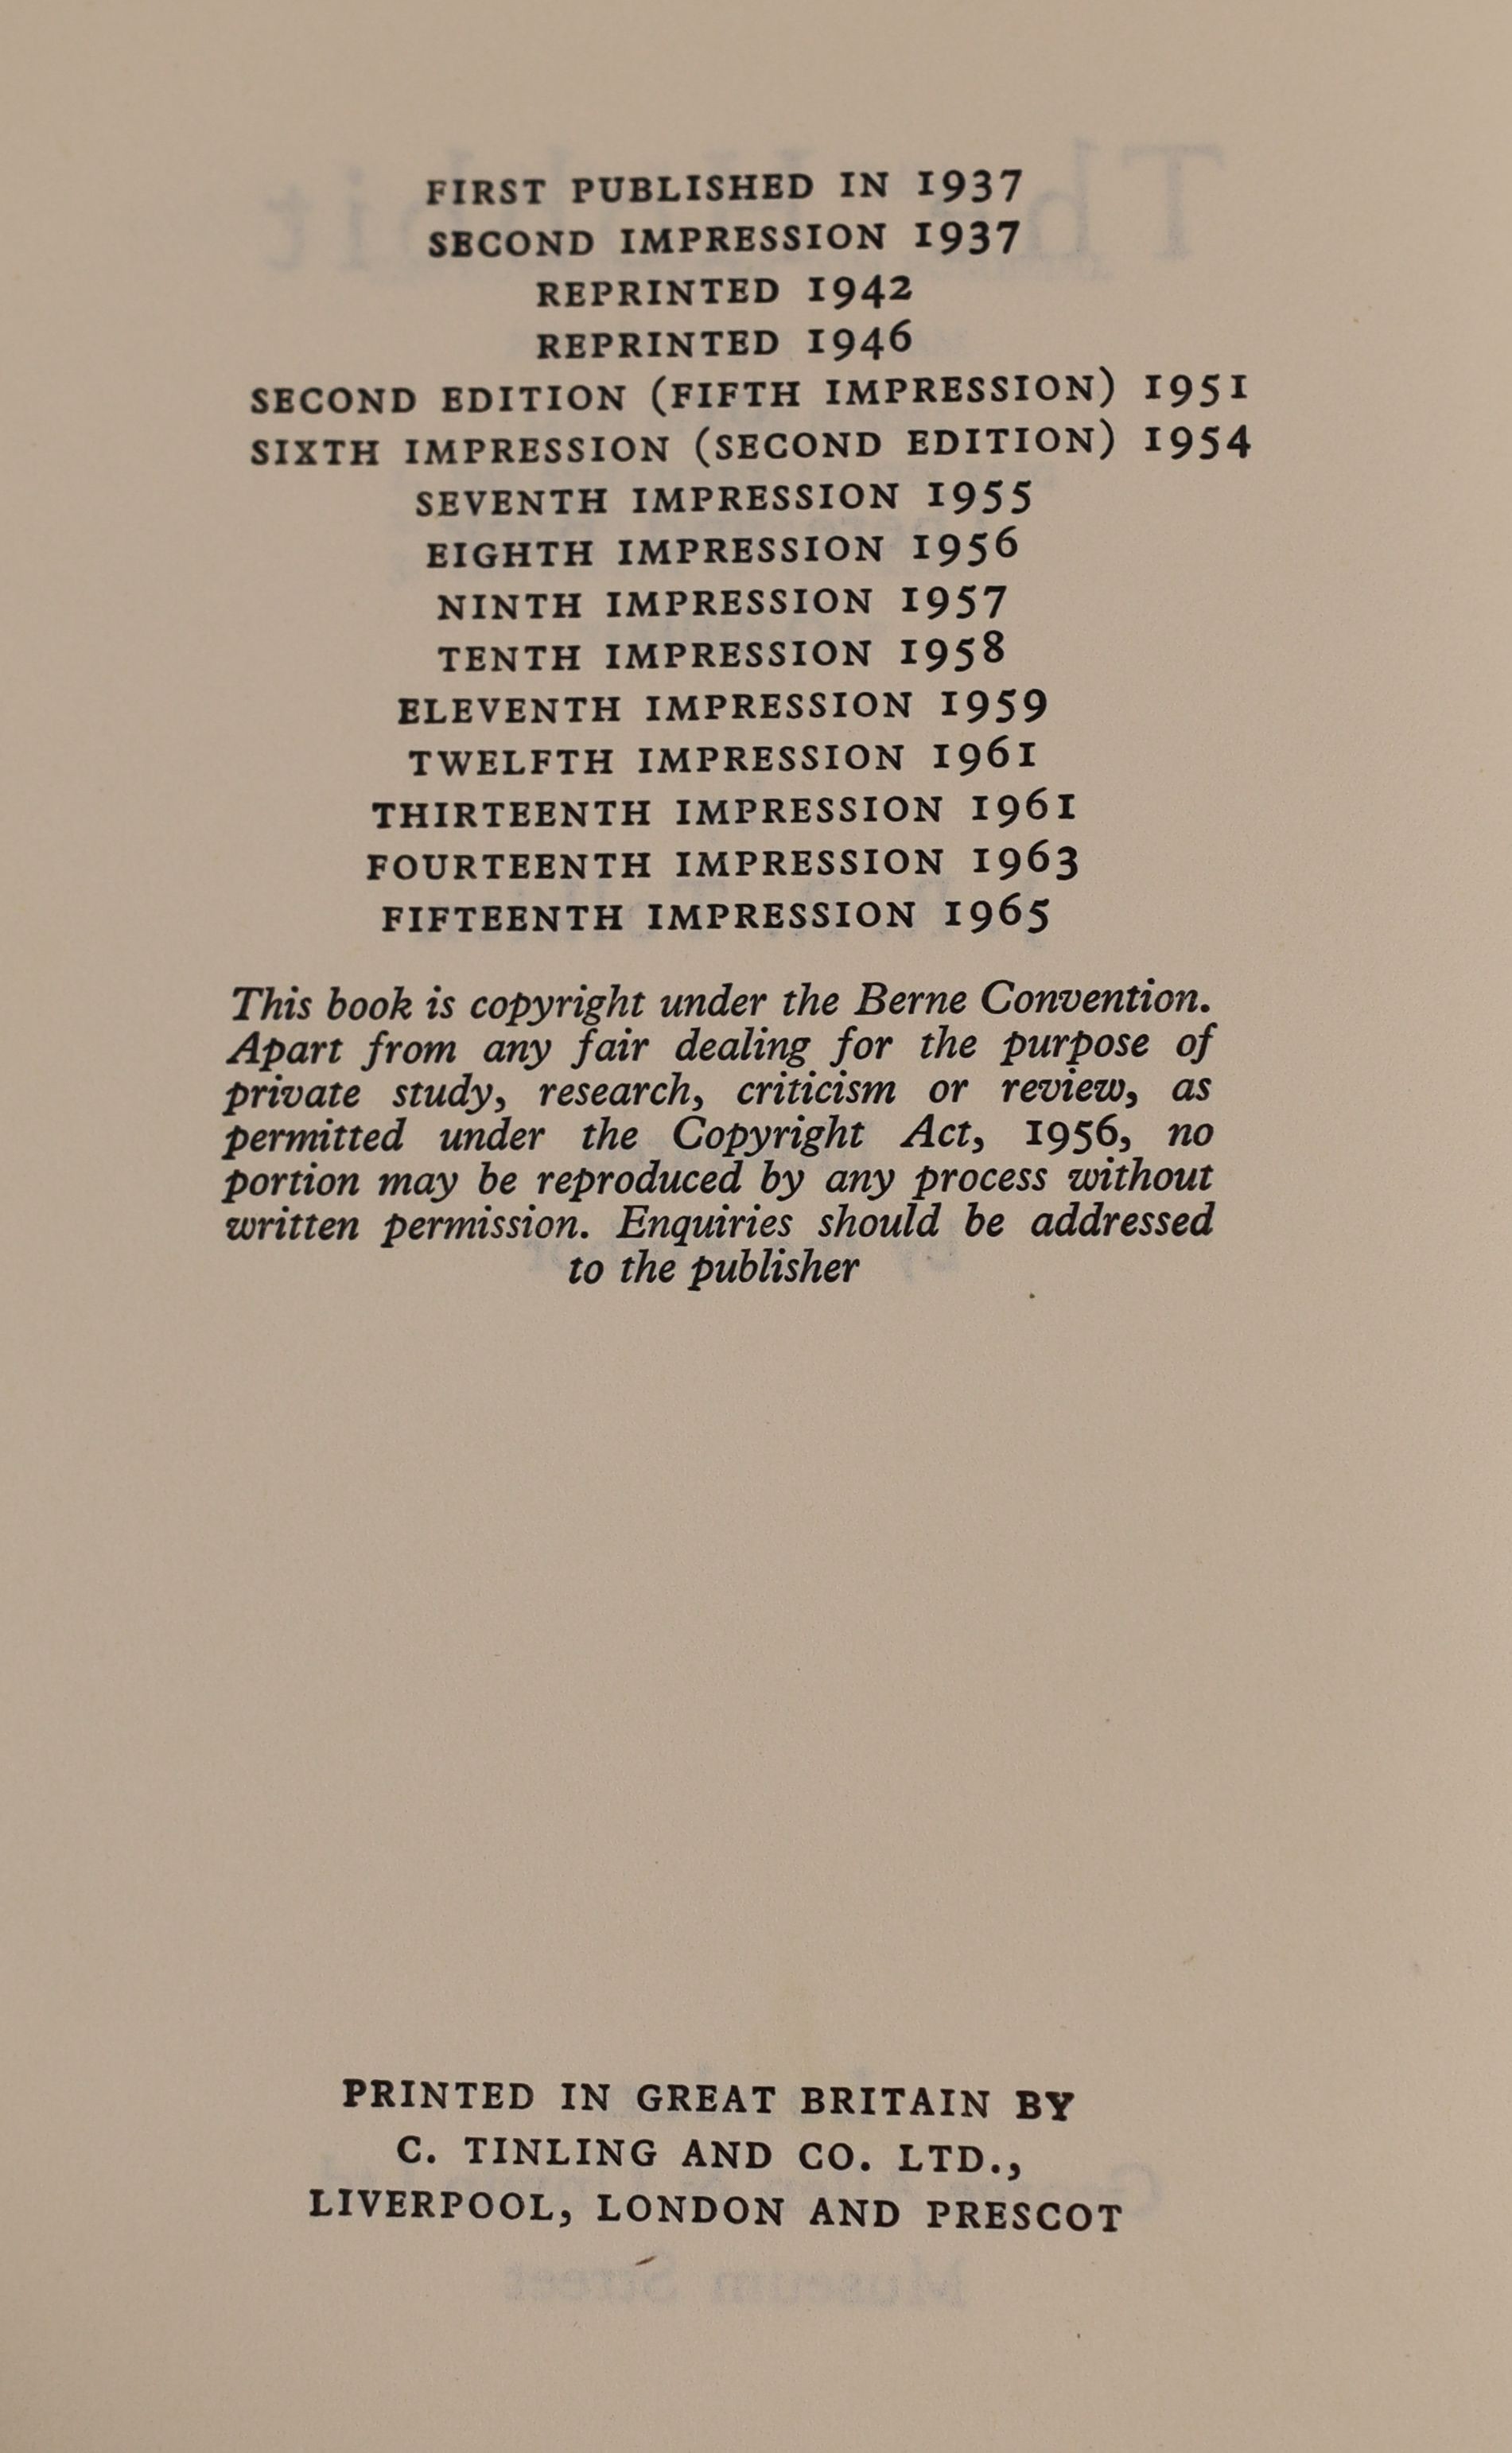 FIRST PUBLISHED IN 1937
SECOND IMPRESSION 1937
REPRINTED 1942
REPRINTED 1946
SECOND EDITION (FIFTH IMPRESSION) 1951
SIXTH IMPRESSION (SECOND EDITION) 1954
SEVENTH IMPRESSION 1955
EIGHTH IMPRESSION 1956
NINTH IMPRESSION 1957
TENTH IMPRESSION 1958
ELEVENTH IMPRESSION 1959
TWELFTH IMPRESSION 1961
THIRTEENTH IMPRESSION 1961
FOURTEENTH IMPRESSION 1963
FIFTEENTH IMPRESSION 1965
This book is copyright under the Berne Convention.
Apart from any fair dealing for the purpose of
private study, research, criticism or review, as
permitted under the Copyright Act, 1956, no
portion may be reproduced by any process without
written permission. Enquiries should be addressed
to the publisher
PRINTED IN GREAT BRITAIN BY
C. TINLING AND CO. LTD.,
LIVERPOOL, LONDON AND PRESCOT
Museum Street